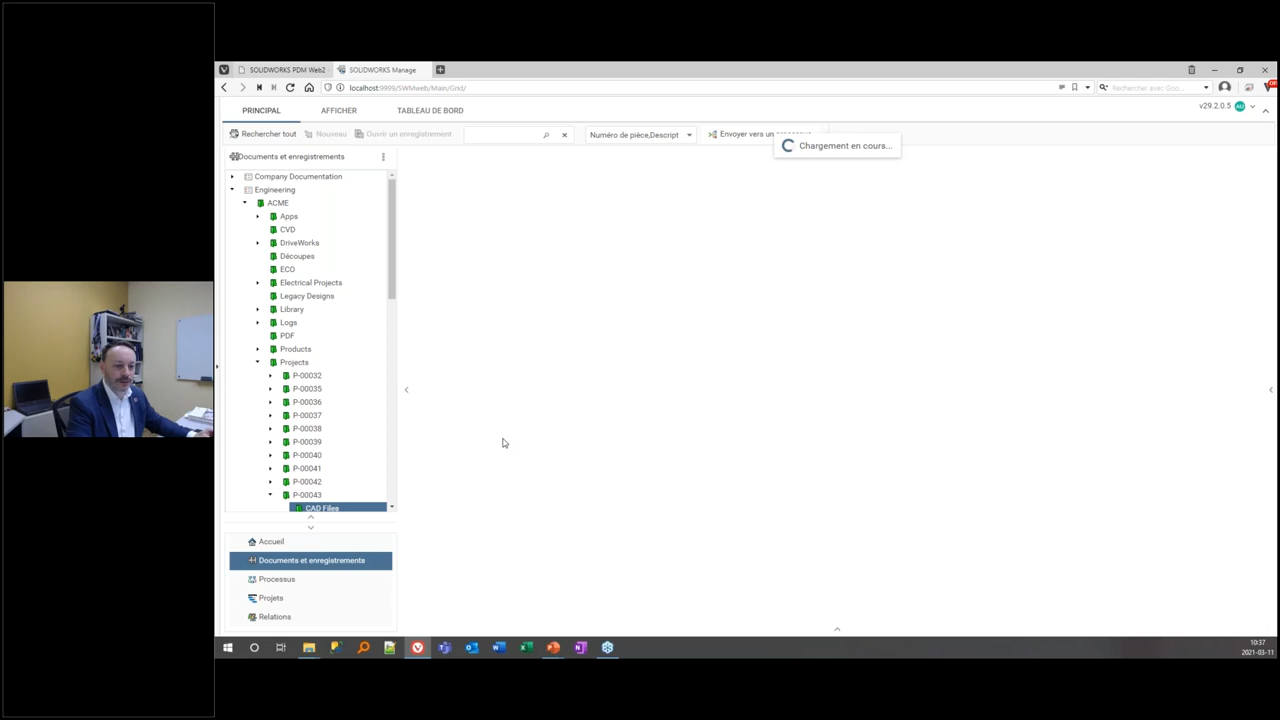 SOLIDWORKS PDM Web2
SOLIDWORKS Manage
localhost:9999/SWMweb/Main/Grid/
Rechercher avec Goo...
PRINCIPAL
AFFICHER
TABLEAU DE BORD
v29.2.0.5
AU
Rechercher tout
Nouveau
Ouvrir un enregistrement
Numéro de pièce,Descript
Envoyer vers un
Chargement en cours...
Documents et enregistrements
Company Documentation
Engineering
ACME
Apps
CVD
DriveWorks
Découpes
ECO
Electrical Projects
Legacy Designs
Library
Logs
PDF
Products
Projects
P-00032
P-00035
P-00036
P-00037
P-00038
P-00039
P-00040
P-00041
P-00042
P-00043
CAD Files
Accueil
Documents et enregistrements
Processus
Projets
Relations
10:37
2021-03-11